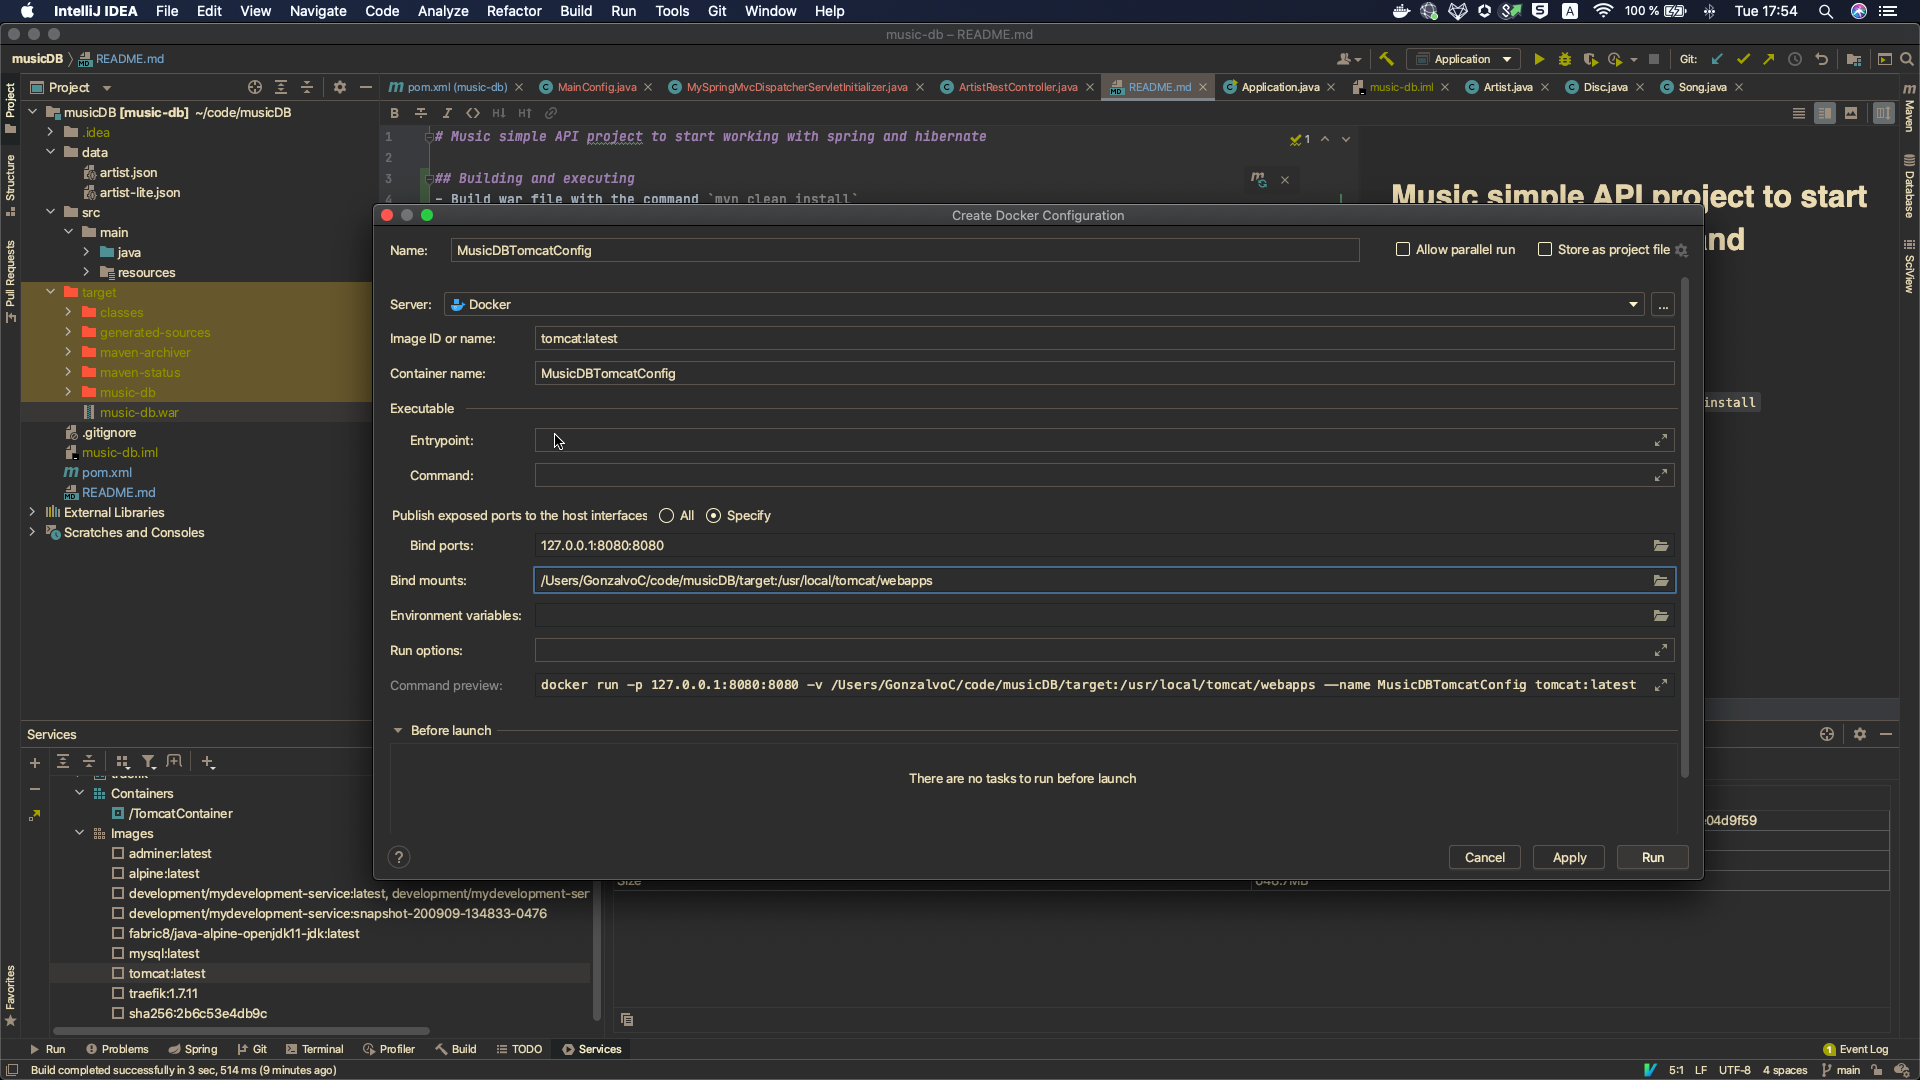 IntelliJ IDEA File Edit View Navigate Code Analyze Refactor Build Run Tools Git Window Help 100 % Tue 17:54
music-db – README.md
musicDB README.md Application Git:
Project pom.xml (music-db) MainConfig.java MySpringMvcDispatcherServletInitializer.java ArtistRestController.java README.md Application.java music-db.iml Artist.java Disc.java Song.java
Project
Structure
Pull Requests
Favorites
Maven
Database
SciView
musicDB [music-db] ~/code/musicDB
.idea
data
artist.json
artist-lite.json
src
main
java
resources
target
classes
generated-sources
maven-archiver
maven-status
music-db
music-db.war
.gitignore
music-db.iml
pom.xml
README.md
External Libraries
Scratches and Consoles
1 # Music simple API project to start working with spring and hibernate
2
3 ## Building and executing
4 - Build war file with the command `mvn clean install`
1
Music simple API project to start
nd
install
Create Docker Configuration
Name: MusicDBTomcatConfig Allow parallel run Store as project file
Server: Docker ...
Image ID or name: tomcat:latest
Container name: MusicDBTomcatConfig
Executable
Entrypoint:
Command:
Publish exposed ports to the host interfaces All Specify
Bind ports: 127.0.0.1:8080:8080
Bind mounts: /Users/GonzalvoC/code/musicDB/target:/usr/local/tomcat/webapps
Environment variables:
Run options:
Command preview: docker run -p 127.0.0.1:8080:8080 -v /Users/GonzalvoC/code/musicDB/target:/usr/local/tomcat/webapps --name MusicDBTomcatConfig tomcat:latest
Before launch
There are no tasks to run before launch
? Cancel Apply Run
Services
traefik
Containers
/TomcatContainer
Images
adminer:latest
alpine:latest
development/mydevelopment-service:latest, development/mydevelopment-ser
development/mydevelopment-service:snapshot-200909-134833-0476
fabric8/java-alpine-openjdk11-jdk:latest
mysql:latest
tomcat:latest
traefik:1.7.11
sha256:2b6c53e4db9c
04d9f59
Size 648.7MB
Run Problems Spring Git Terminal Profiler Build TODO Services 1 Event Log
Build completed successfully in 3 sec, 514 ms (9 minutes ago) 5:1 LF UTF-8 4 spaces main